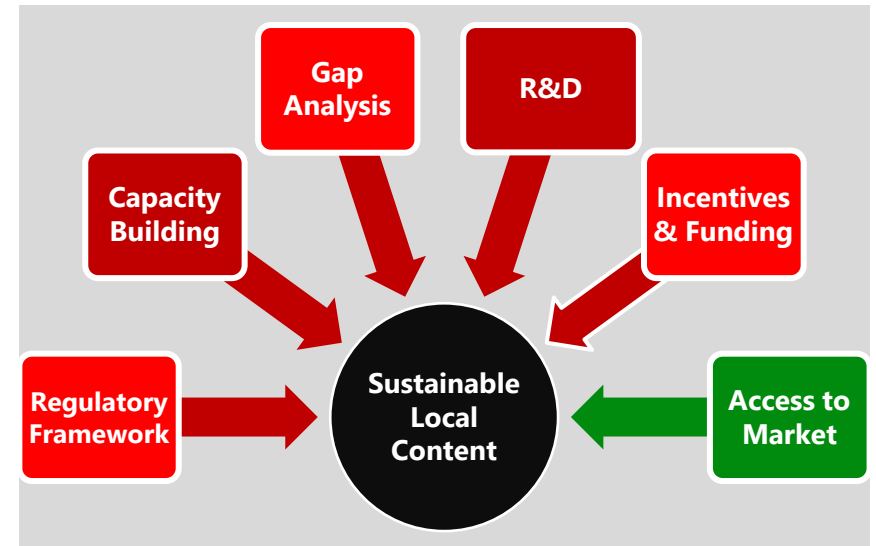 Gap
Analysis
R&D
Capacity
Building
Incentives
& Funding
Regulatory
Framework
Sustainable
Local
Content
Access to
Market